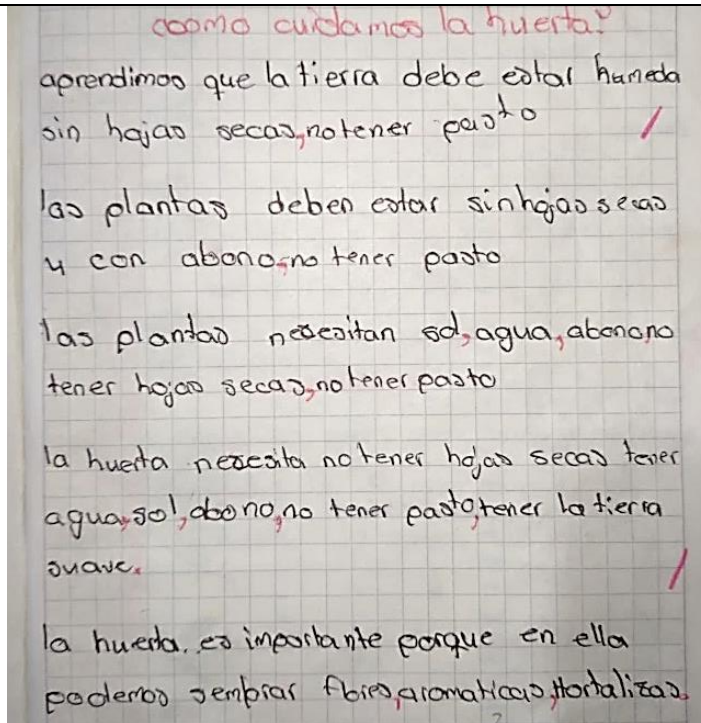 coomo cuidamos la huerta?
aprendimos que la tierra debe estar humeda
sin hojas secas, no tener pasto
las plantas deben estar sin hojas secas
y con abono, no tener pasto
las plantas necesitan sol, agua, abono, no
tener hojas secas, no tener pasto
la huerta necesita no tener hojas secas tener
agua, sol, abono, no tener pasto, tener la tierra
suave.
la huerta. es importante porque en ella
podemos sembrar flores, aromaticas, Hortalizas.